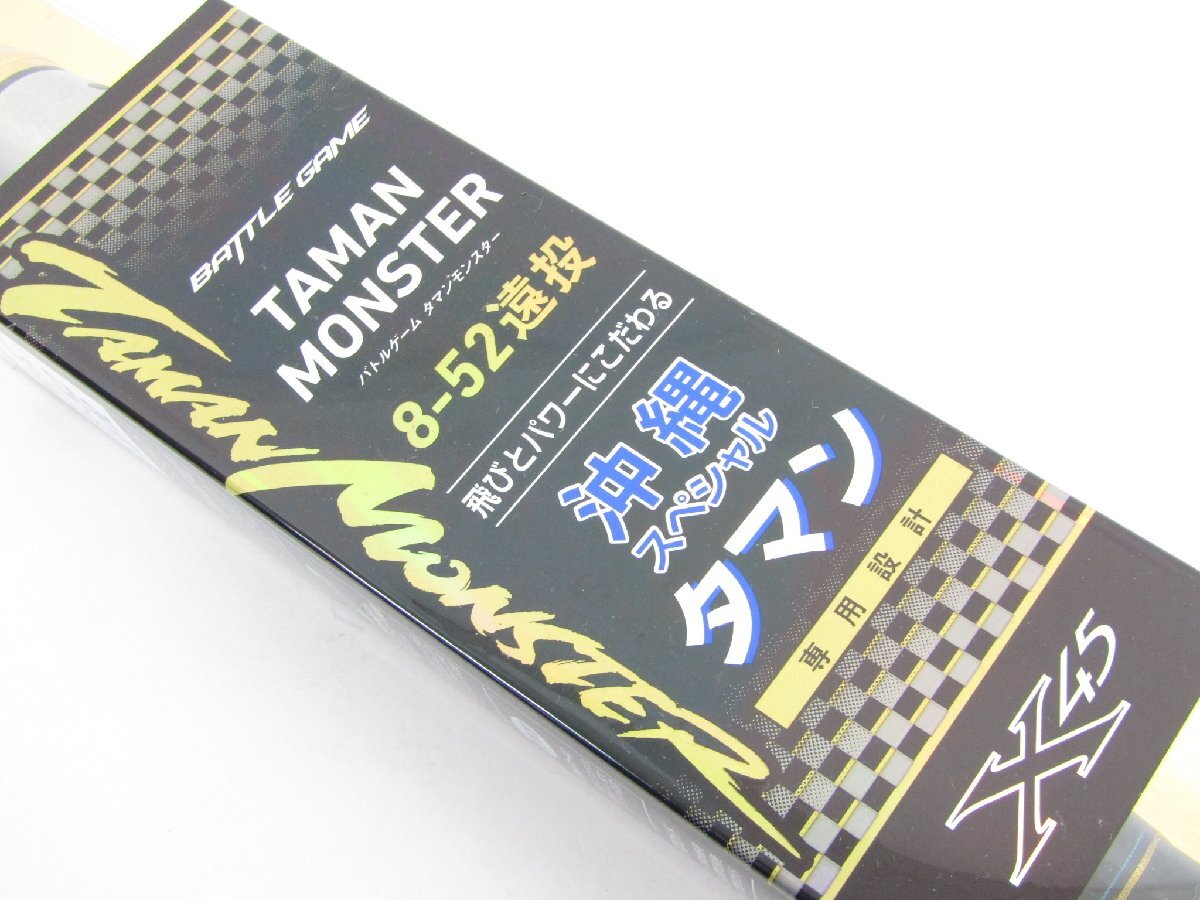 BATTLE GAME
TAMAN
MONSTER
バトルゲーム タマンモンスター
8-52遠投
飛びとパワーにこだわる
沖縄
スペシャル
タマン
専用設計
TAMAN MONSTER
X45